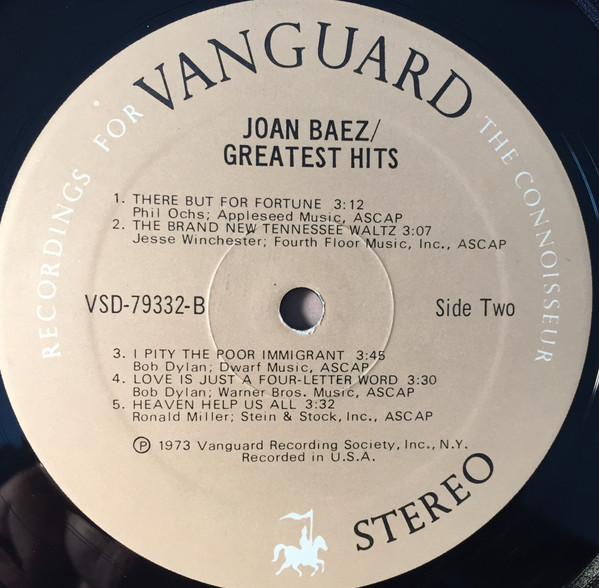 RECORDINGS FOR VANGUARD THE CONNOISSEUR
JOAN BAEZ/
GREATEST HITS
1. THERE BUT FOR FORTUNE 3:12
Phil Ochs; Appleseed Music, ASCAP
2. THE BRAND NEW TENNESSEE WALTZ 3:07
Jesse Winchester; Fourth Floor Music, Inc., ASCAP
VSD-79332-B
Side Two
3. I PITY THE POOR IMMIGRANT 3:45
Bob Dylan; Dwarf Music, ASCAP
4. LOVE IS JUST A FOUR-LETTER WORD 3:30
Bob Dylan; Warner Bros. Music, ASCAP
5. HEAVEN HELP US ALL 3:32
Ronald Miller; Stein & Stock, Inc., ASCAP
Ⓟ 1973 Vanguard Recording Society, Inc., N.Y.
Recorded in U.S.A.
STEREO